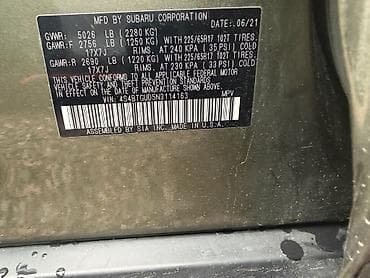 MFD BY SUBARU CORPORATION DATE: 06/21
GVWR: 5026 LB (2280 KG)
GAWR:F 2756 LB (1250 KG) WITH 225/65R17 102T TIRES,
17X7J RIMS, AT 240 KPA (35 PSI) COLD
GAWR:R 2690 LB (1220 KG) WITH 225/65R17 102T TIRES,
17X7J RIMS, AT 230 KPA (33 PSI) COLD
THIS VEHICLE CONFORMS TO ALL APPLICABLE FEDERAL
MOTOR VEHICLE SAFETY, BUMPER AND THEFT PREVENTION
STANDARDS IN EFFECT ON THE DATE OF MANUFACTURE SHOWN ABOVE.
VIN: 4S4BTGUD5N3114163 MPV
ASSEMBLED BY SIA INC. MADE IN U.S.A.